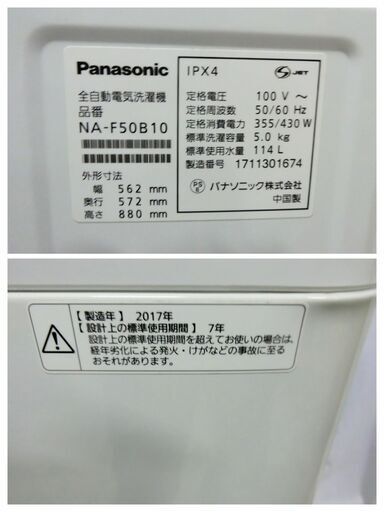 Panasonic
全自動電気洗濯機
品番
NA-F50B10
外形寸法
幅 562 mm
奥行 572 mm
高さ 880 mm
IPX4
S JET
定格電圧 100 V ～
定格周波数 50/60 Hz
定格消費電力 355/430 W
標準洗濯容量 5.0 kg
標準使用水量 114 L
製造番号 1711301674
PS E パナソニック株式会社
中国製
【製造年】 2017年
【設計上の標準使用期間】 7年
設計上の標準使用期間を超えてお使いの場合は、
経年劣化による発火・けがなどの事故に至る
おそれがあります。